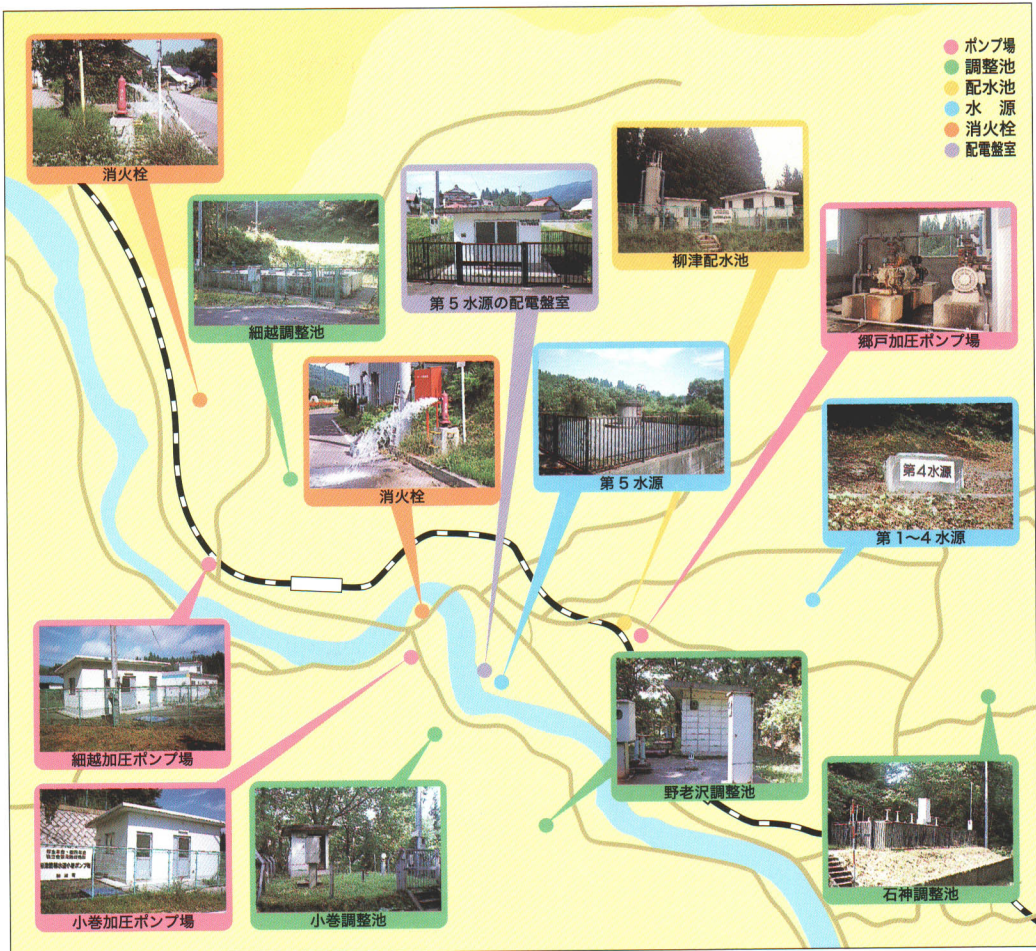 ポンプ場
調整池
配水池
水　源
消火栓
配電盤室
消火栓
細越調整池
第5水源の配電盤室
柳津配水池
郷戸加圧ポンプ場
消火栓
第5水源
第4水源
第1〜4水源
細越加圧ポンプ場
小巻加圧ポンプ場
小巻調整池
野老沢調整池
石神調整池